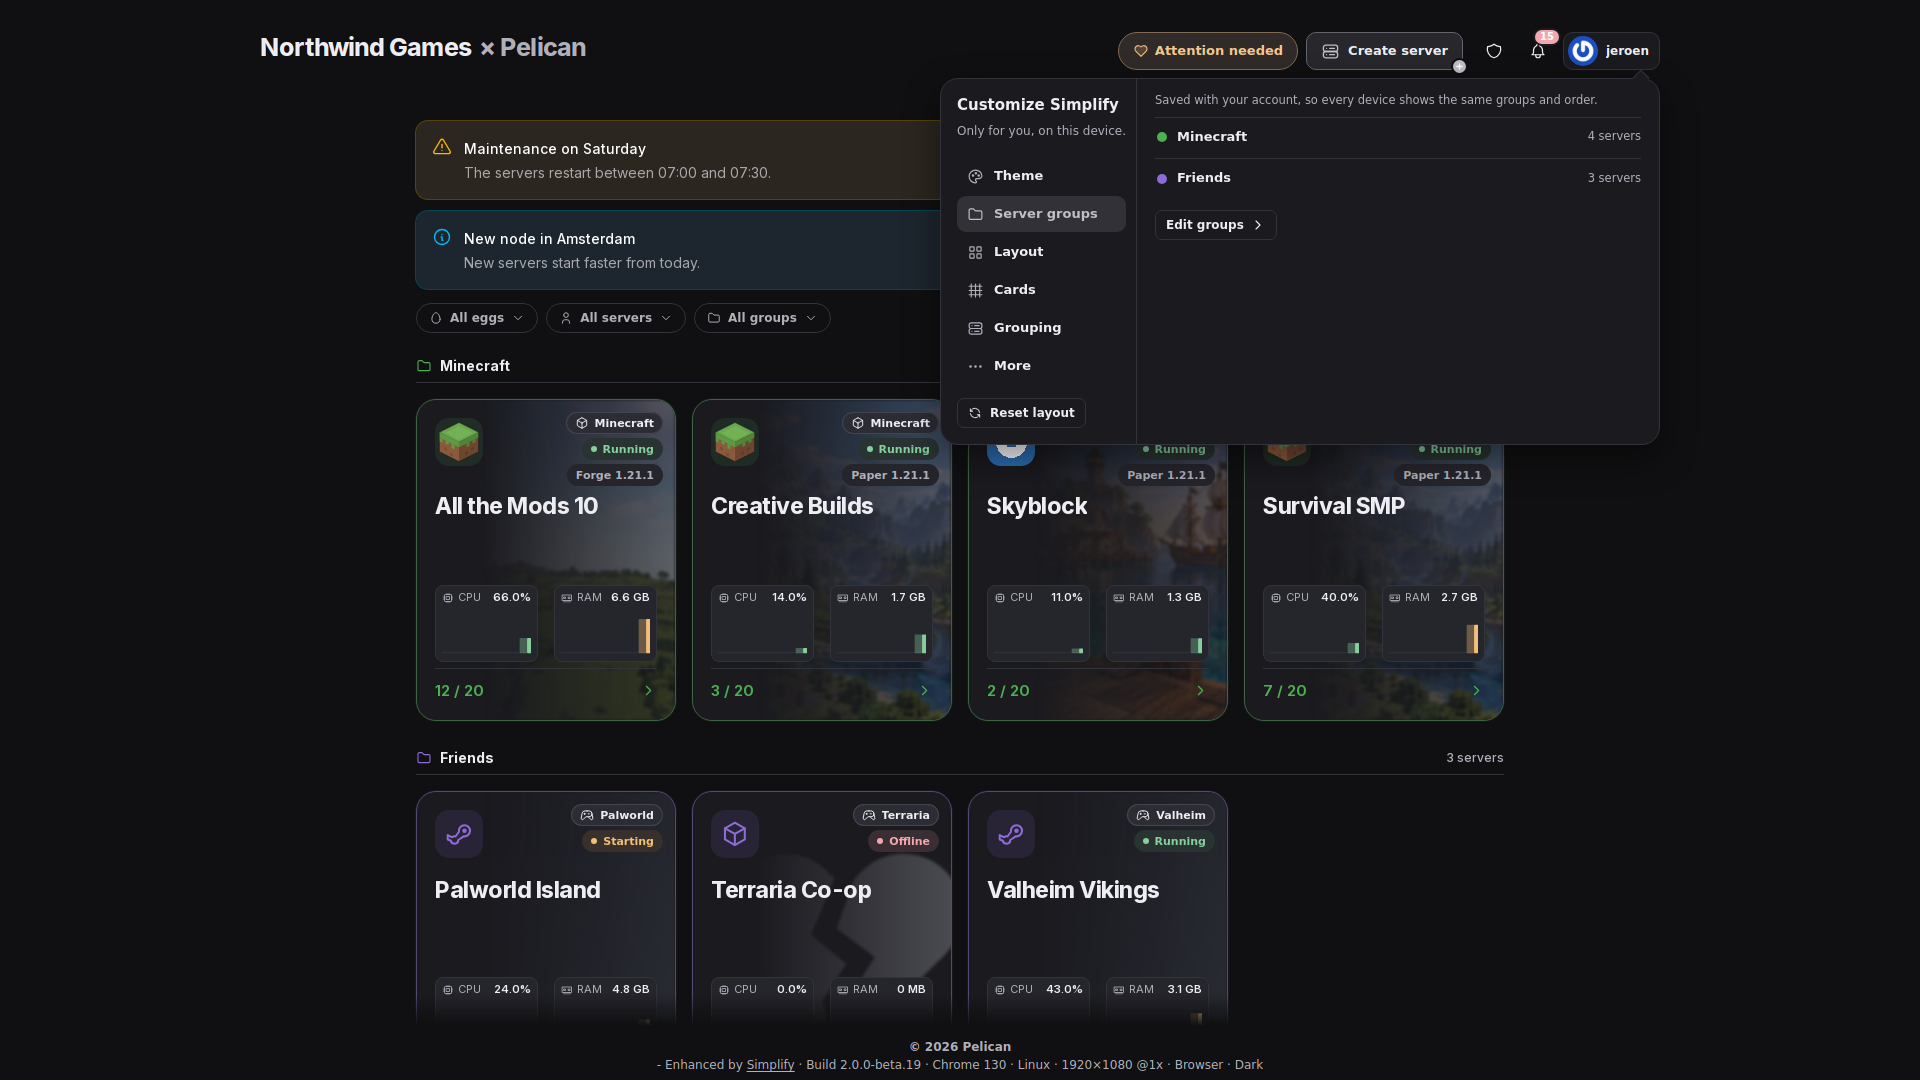 Northwind Games × Pelican
Attention needed
Create server
15
jeroen
Customize Simplify
Only for you, on this device.
Theme
Server groups
Layout
Cards
Grouping
More
Reset layout
Saved with your account, so every device shows the same groups and order.
Minecraft
4 servers
Friends
3 servers
Edit groups
Maintenance on Saturday
The servers restart between 07:00 and 07:30.
New node in Amsterdam
New servers start faster from today.
All eggs
All servers
All groups
Minecraft
Minecraft
Running
Forge 1.21.1
All the Mods 10
CPU 66.0%
RAM 6.6 GB
12 / 20
Minecraft
Running
Paper 1.21.1
Creative Builds
CPU 14.0%
RAM 1.7 GB
3 / 20
Running
Paper 1.21.1
Skyblock
CPU 11.0%
RAM 1.3 GB
2 / 20
Running
Paper 1.21.1
Survival SMP
CPU 40.0%
RAM 2.7 GB
7 / 20
Friends
3 servers
Palworld
Starting
Palworld Island
CPU 24.0%
RAM 4.8 GB
Terraria
Offline
Terraria Co-op
CPU 0.0%
RAM 0 MB
Valheim
Running
Valheim Vikings
CPU 43.0%
RAM 3.1 GB
© 2026 Pelican
- Enhanced by Simplify · Build 2.0.0-beta.19 · Chrome 130 · Linux · 1920×1080 @1x · Browser · Dark